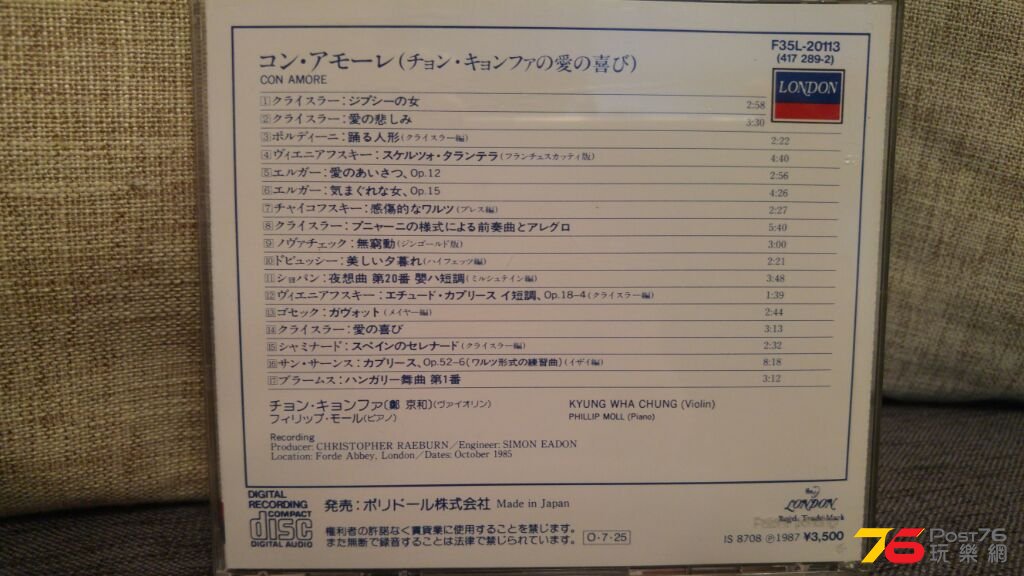 F35L-20113
(417 289-2)
コン・アモーレ(チョン・キョンファの愛の喜び)
CON AMORE
LONDON
1 クライスラー：ジプシーの女 2:58
2 クライスラー：愛の悲しみ 3:30
3 ポルディーニ：踊る人形(クライスラー編) 2:22
4 ヴィエニアフスキー：スケルツォ・タランテラ(フランチェスカッティ版) 4:40
5 エルガー：愛のあいさつ、Op.12 2:56
6 エルガー：気まぐれな女、Op.15 4:26
7 チャイコフスキー：感傷的なワルツ(プレス編) 2:27
8 クライスラー：プニャーニの様式による前奏曲とアレグロ 5:40
9 ノヴァチェック：無窮動(ジンゴールド版) 3:00
10 ドビュッシー：美しい夕暮れ(ハイフェッツ編) 2:21
11 ショパン：夜想曲 第20番 嬰ハ短調(ミルシュテイン編) 3:48
12 ヴィエニアフスキー：エチュード・カプリース イ短調、Op.18-4(クライスラー編) 1:39
13 ゴセック：ガヴォット(メイヤー編) 2:44
14 クライスラー：愛の喜び 3:13
15 シャミナード：スペインのセレナード(クライスラー編) 2:32
16 サン・サーンス：カプリース、Op.52-6(ワルツ形式の練習曲)(イザイ編) 8:18
17 ブラームス：ハンガリー舞曲 第1番 3:12
チョン・キョンファ〔鄭 京和〕(ヴァイオリン) KYUNG WHA CHUNG (Violin)
フィリップ・モール(ピアノ) PHILLIP MOLL (Piano)
Recording
Producer: CHRISTOPHER RAEBURN／Engineer: SIMON EADON
Location: Forde Abbey, London／Dates: October 1985
DIGITAL
RECORDING
COMPACT
disc
DIGITAL AUDIO
発売：ポリドール株式会社 Made in Japan
権利者の許諾なく賃貸業に使用することを禁じます。
また無断で録音することは法律で禁じられています。
O・7・25
LONDON
Regd. Trade Mark
IS 8708 Ⓟ1987 ¥3,500
76 Post76
玩樂網